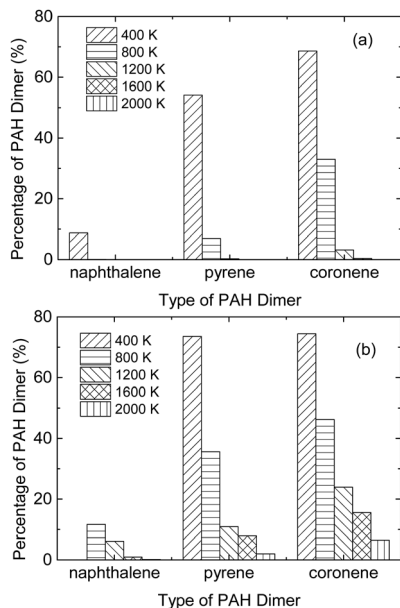 80
(a)
400 K
800 K
1200 K
1600 K
2000 K
60
40
20
0
Percentage of PAH Dimer (%)
naphthalene pyrene coronene
Type of PAH Dimer
80
(b)
400 K
800 K
1200 K
1600 K
2000 K
60
40
20
0
Percentage of PAH Dimer (%)
naphthalene pyrene coronene
Type of PAH Dimer